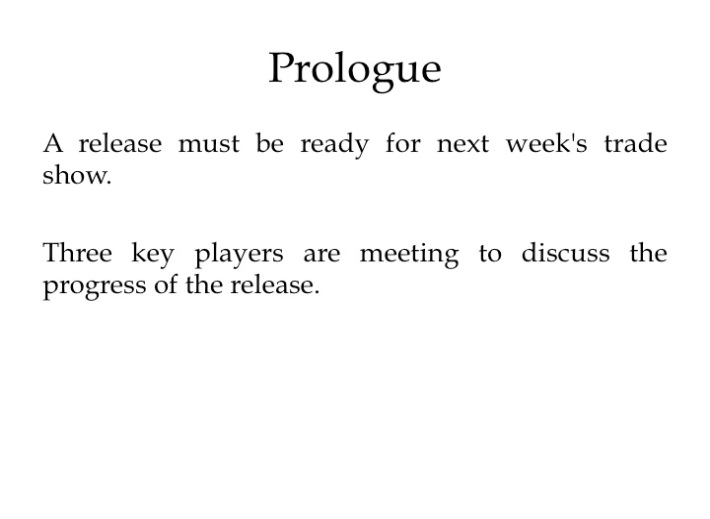 Prologue
A release must be ready for next week's trade
show.
Three key players are meeting to discuss the
progress of the release.